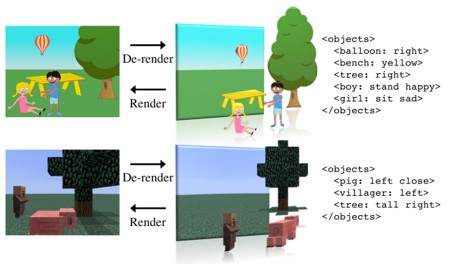 De-render
Render
<objects>
<balloon: right>
<bench: yellow>
<tree: right>
<boy: stand happy>
<girl: sit sad>
</objects>
De-render
Render
<objects>
<pig: left close>
<villager: left>
<tree: tall right>
</objects>